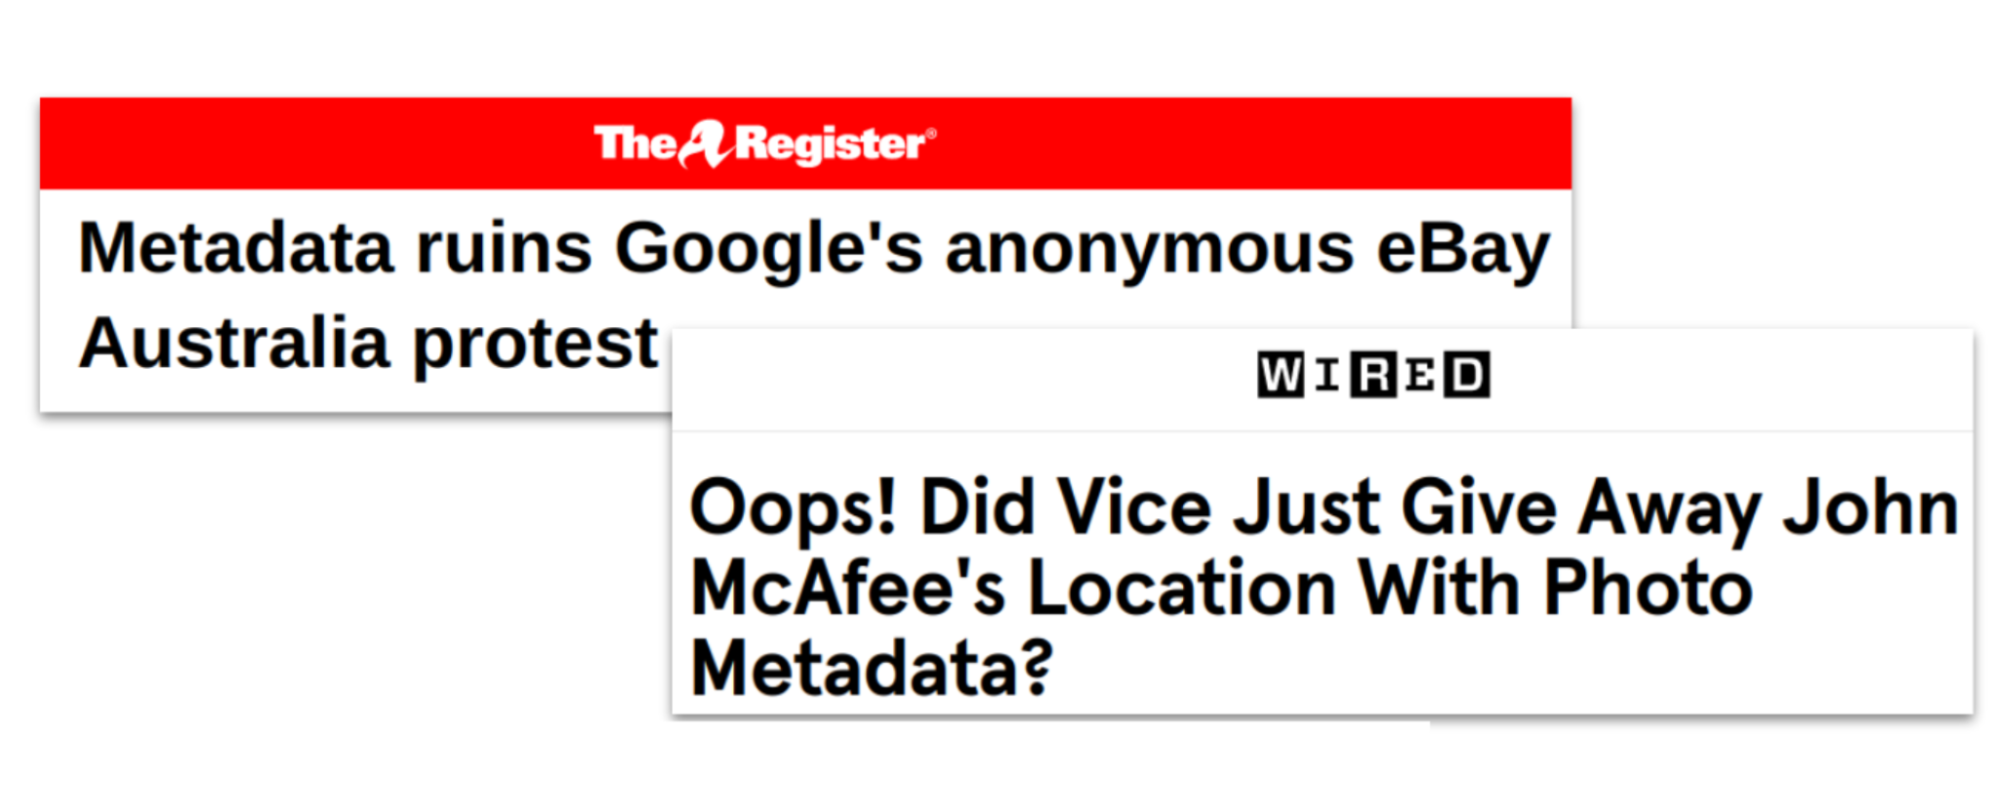 The Register®
Metadata ruins Google's anonymous eBay
Australia protest
WIRED
Oops! Did Vice Just Give Away John
McAfee's Location With Photo
Metadata?